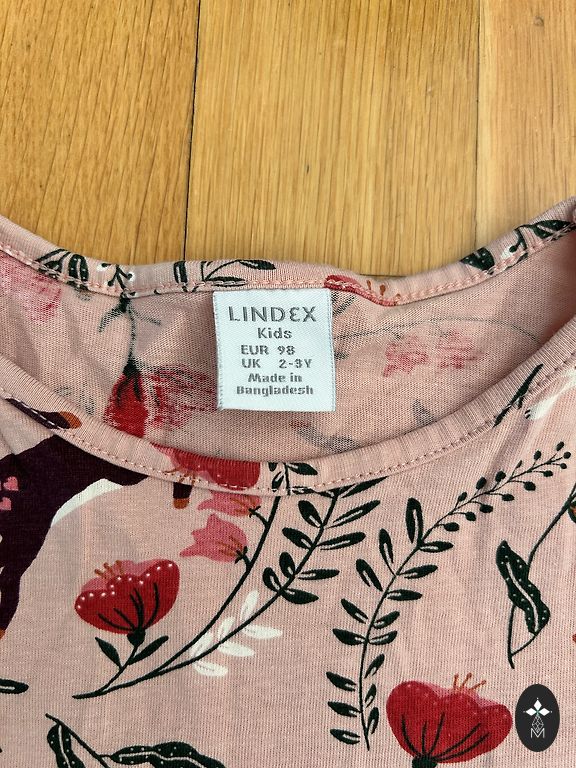 LINDEX
Kids
EUR 98
UK 2-3Y
Made in
Bangladesh
M